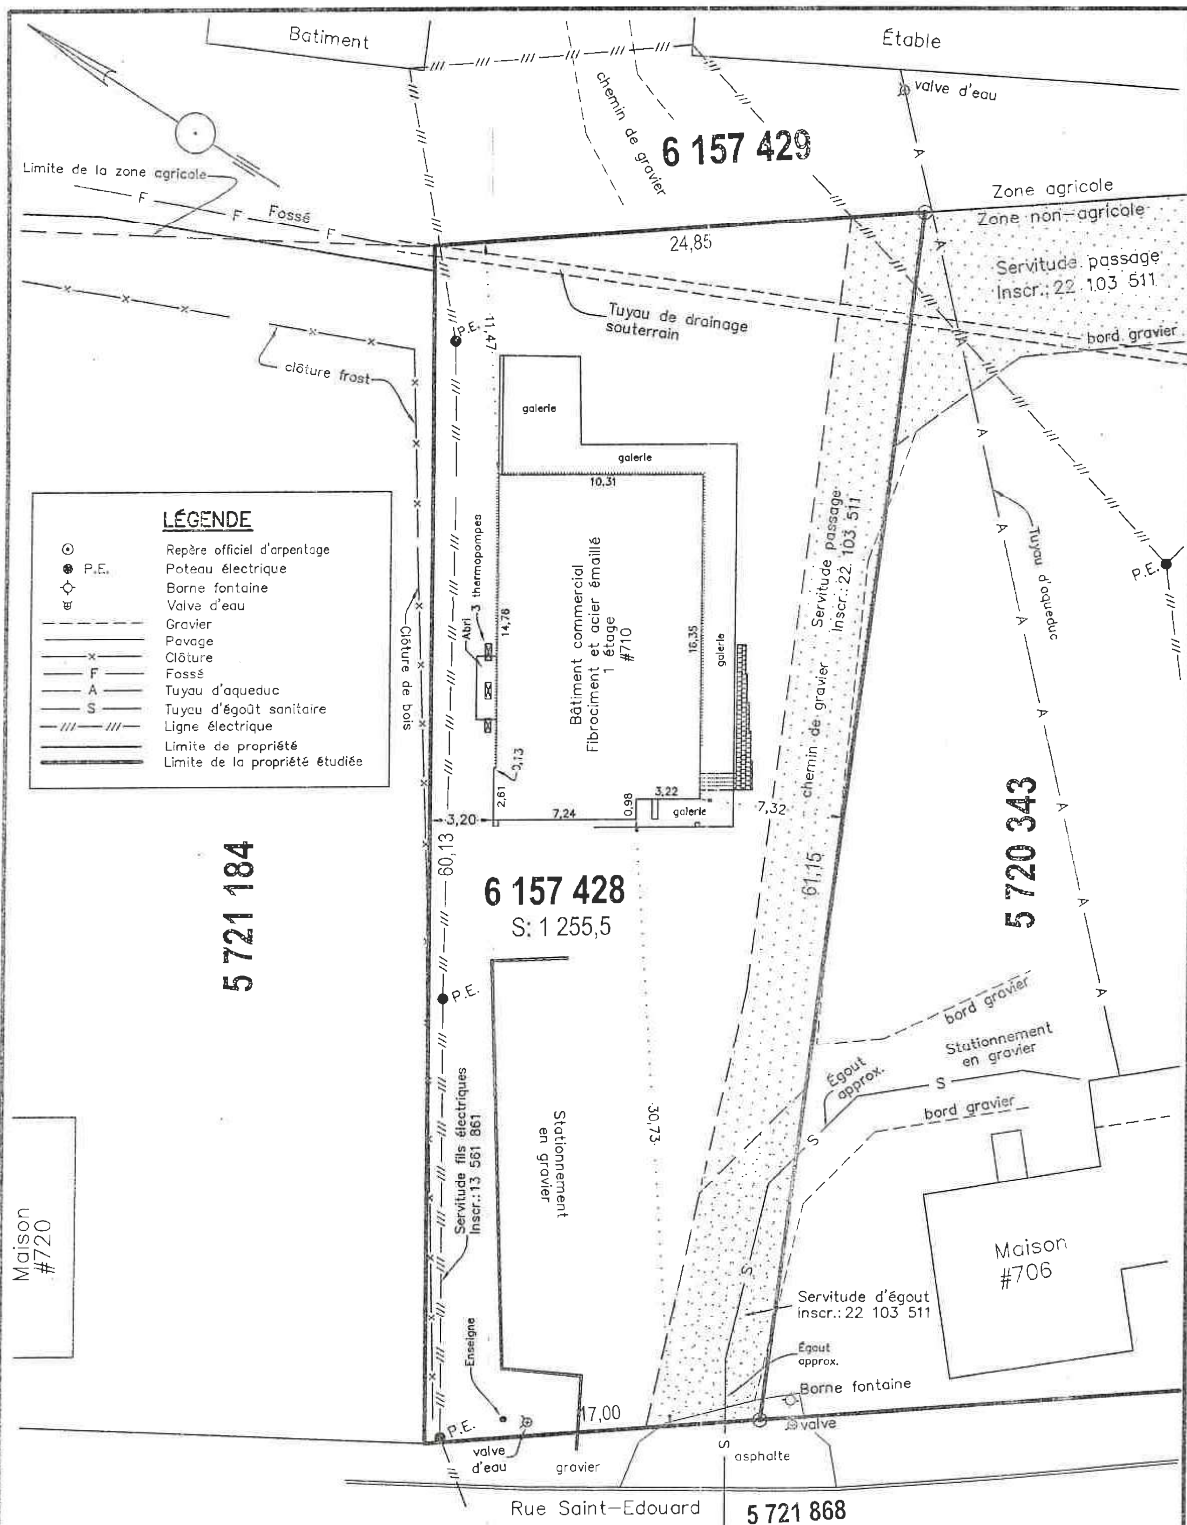 Batiment
Étable
valve d'eau
chemin de gravier
6 157 429
Limite de la zone agricole
F
F
Fossé
F
Zone agricole
Zone non-agricole
24,85
Servitude passage
Inscr.: 22 103 511
A
A
A
Tuyau de drainage
souterrain
bord gravier
P.E.
11,47
clôture frost
galerie
galerie
10,31
LÉGENDE
Repère officiel d'arpentage
P.E. Poteau électrique
Borne fontaine
Valve d'eau
Gravier
Pavage
Clôture
F Fossé
A Tuyau d'aqueduc
S Tuyau d'égoût sanitaire
Ligne électrique
Limite de propriété
Limite de la propriété étudiée
Clôture de bois
Abri
3 thermopompes
14,76
Bâtiment commercial
Fibrociment et acier émaillé
1 étage
#710
16,35
galerie
Servitude passage
Inscr.: 22 103 511
chemin de gravier
A
A
Tuyau d'aqueduc
P.E.
0,13
2,61
3,20
7,24
0,98
3,22
galerie
7,32
60,13
61,15
5 721 184
6 157 428
S: 1 255,5
5 720 343
A
A
A
A
A
P.E.
bord gravier
Stationnement
en gravier
Égout
approx.
S
bord gravier
S
Servitude fils électriques
Inscr.: 13 561 861
Stationnement
en gravier
30,73
Maison
#720
Maison
#706
S
Servitude d'égout
inscr.: 22 103 511
Enseigne
Égout
approx.
Borne fontaine
17,00
P.E.
valve
d'eau
valve
gravier
S
asphalte
Rue Saint-Edouard
5 721 868